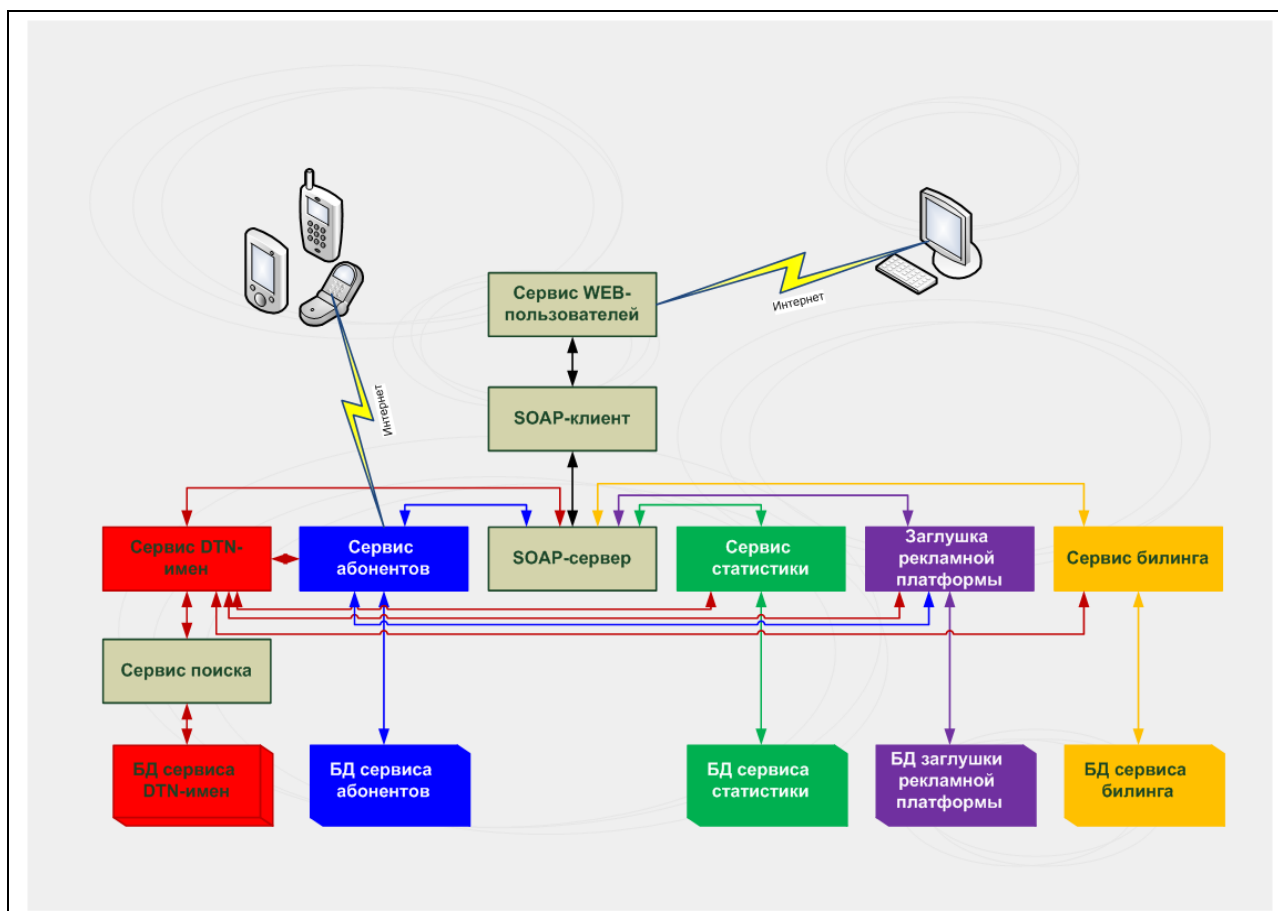 Сервис WEB-
пользователей
Интернет
SOAP-клиент
Интернет
Сервис DTN-
имен
Сервис
абонентов
SOAP-сервер
Сервис
статистики
Заглушка
рекламной
платформы
Сервис билинга
Сервис поиска
БД сервиса
DTN-имен
БД сервиса
абонентов
БД сервиса
статистики
БД заглушки
рекламной
платформы
БД сервиса
билинга